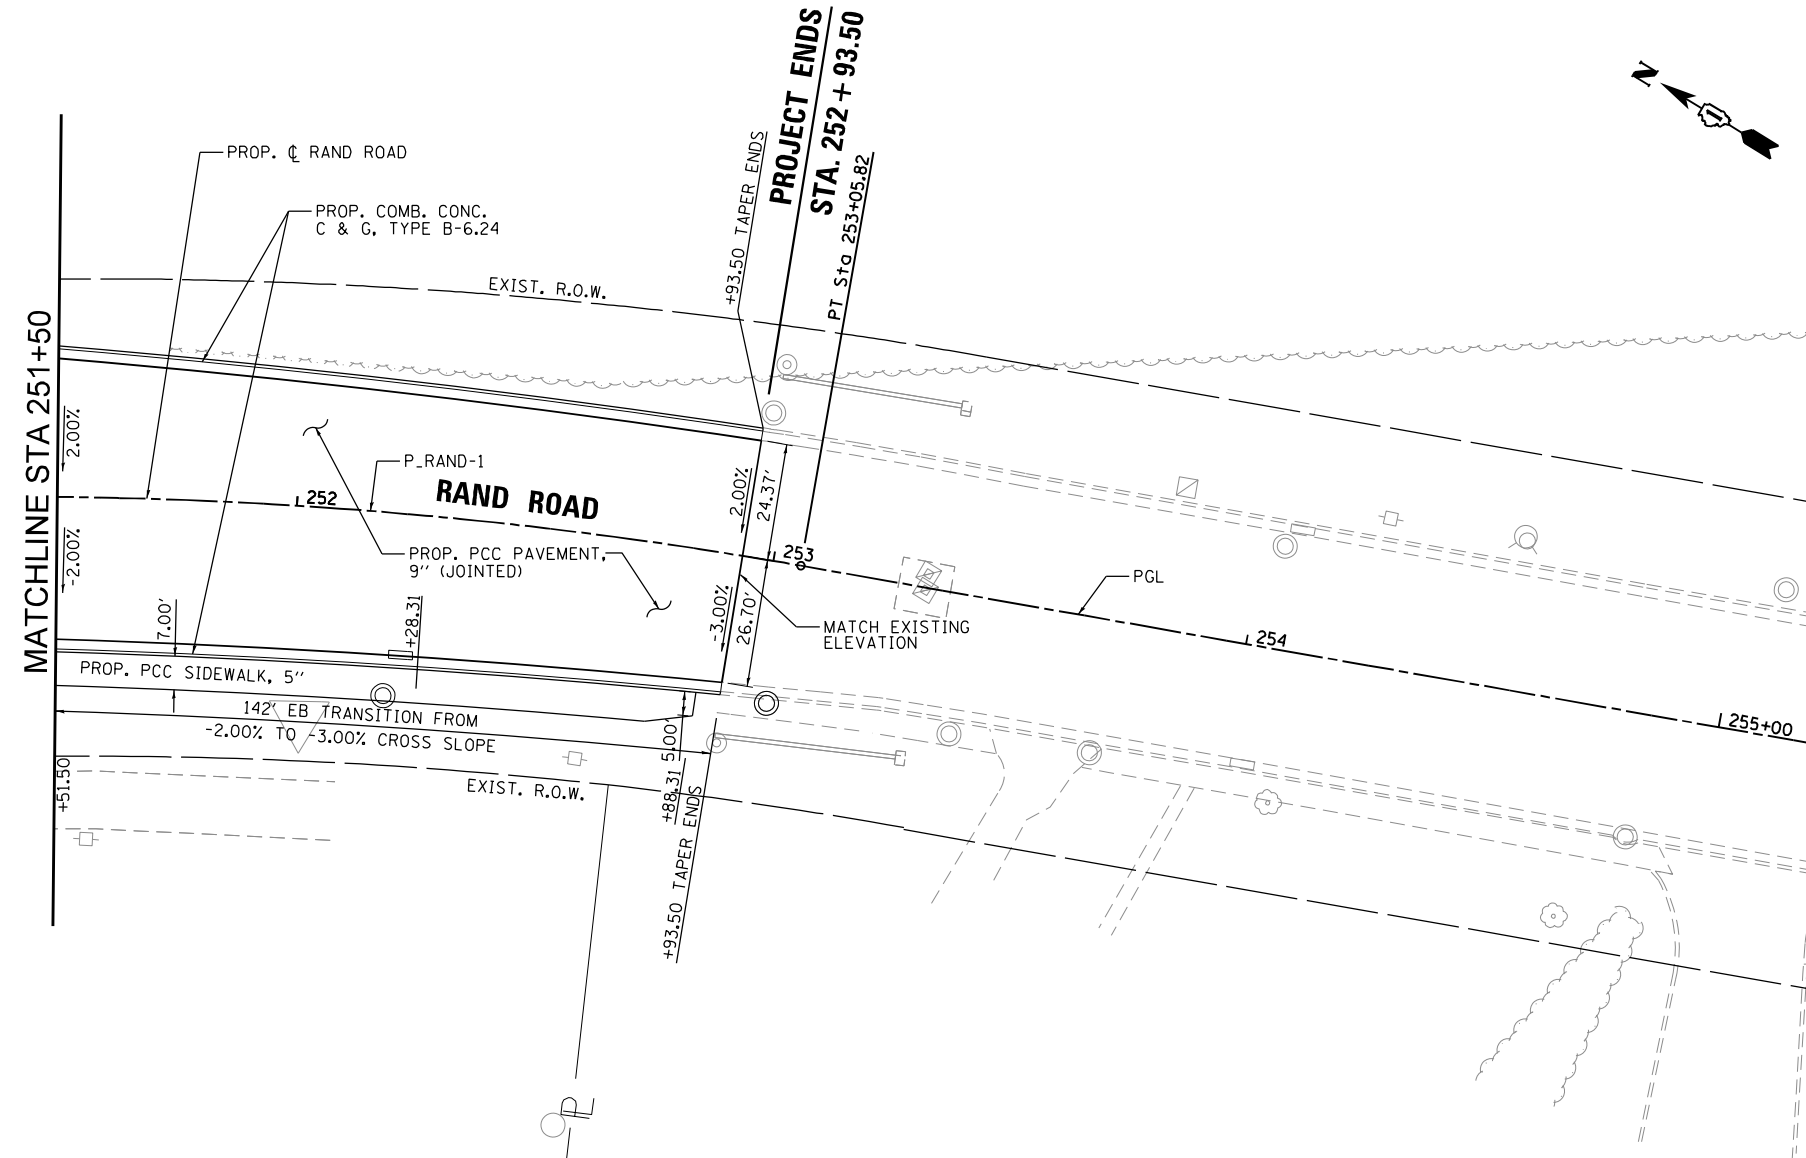 PROJECT ENDS
STA. 252 + 93.50
N
PROP. ℄ RAND ROAD
+93.50 TAPER ENDS
PT Sta 253+05.82
PROP. COMB. CONC.
C & G, TYPE B-6.24
EXIST. R.O.W.
MATCHLINE STA 251+50
2.00%
P_RAND-1
252
RAND ROAD
2.00%
24.37'
253
-2.00%
PROP. PCC PAVEMENT,
9'' (JOINTED)
PGL
7.00'
+28.31
-3.00%
26.70'
MATCH EXISTING
ELEVATION
254
PROP. PCC SIDEWALK, 5''
142' EB TRANSITION FROM
-2.00% TO -3.00% CROSS SLOPE
5.00'
255+00
+51.50
EXIST. R.O.W.
+88.31
+93.50 TAPER ENDS
PL